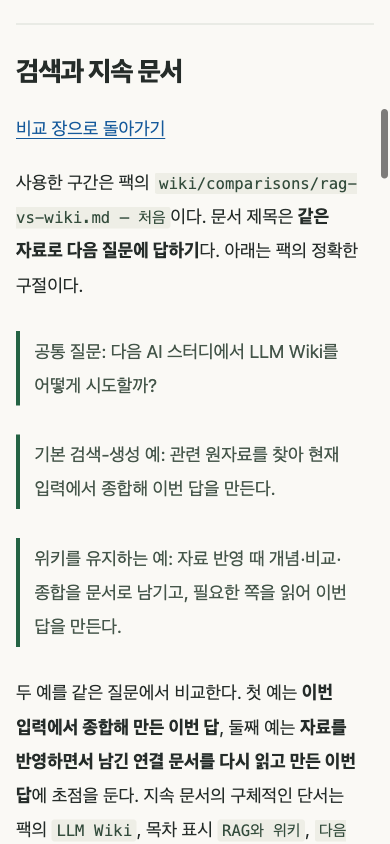 검색과 지속 문서
비교 장으로 돌아가기
사용한 구간은 팩의 wiki/comparisons/rag-
vs-wiki.md — 처음이다. 문서 제목은 같은
자료로 다음 질문에 답하기다. 아래는 팩의 정확한
구절이다.
공통 질문: 다음 AI 스터디에서 LLM Wiki를
어떻게 시도할까?
기본 검색-생성 예: 관련 원자료를 찾아 현재
입력에서 종합해 이번 답을 만든다.
위키를 유지하는 예: 자료 반영 때 개념·비교·
종합을 문서로 남기고, 필요한 쪽을 읽어 이번
답을 만든다.
두 예를 같은 질문에서 비교한다. 첫 예는 이번
입력에서 종합해 만든 이번 답, 둘째 예는 자료를
반영하면서 남긴 연결 문서를 다시 읽고 만든 이번
답에 초점을 둔다. 지속 문서의 구체적인 단서는
팩의 LLM Wiki, 목차 표시 RAG와 위키, 다음